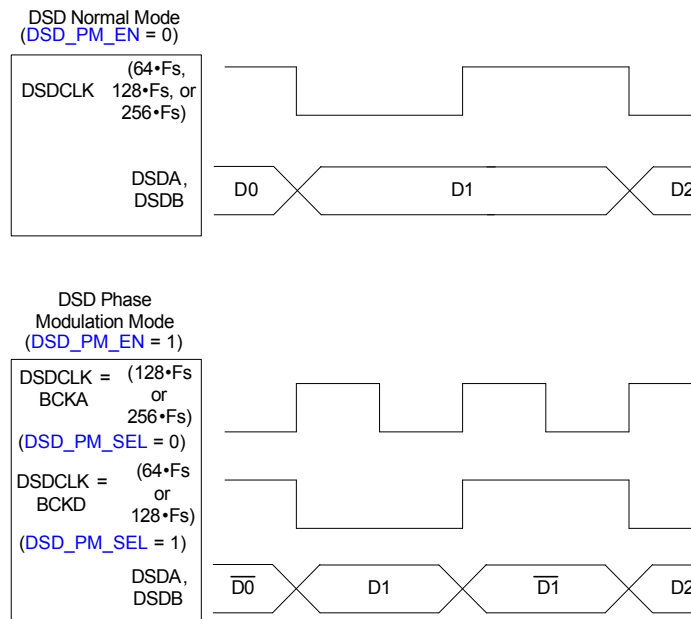 DSD Normal Mode
(DSD_PM_EN = 0)
DSDCLK
(64•Fs,
128•Fs, or
256•Fs)
DSDA,
DSDB
D0
D1
D2
DSD Phase
Modulation Mode
(DSD_PM_EN = 1)
DSDCLK =
BCKA
(128•Fs
or
256•Fs)
(DSD_PM_SEL = 0)
DSDCLK =
BCKD
(64•Fs
or
128•Fs)
(DSD_PM_SEL = 1)
DSDA,
DSDB
D̅0̅
D1
D̅1̅
D2